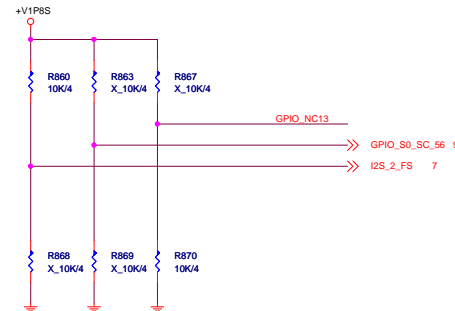 +V1P8S
R860 R863 R867
10K/4 X_10K/4 X_10K/4
GPIO_NC13
GPIO_S0_SC_56 9
I2S_2_FS 7
R868 R869 R870
X_10K/4 X_10K/4 10K/4